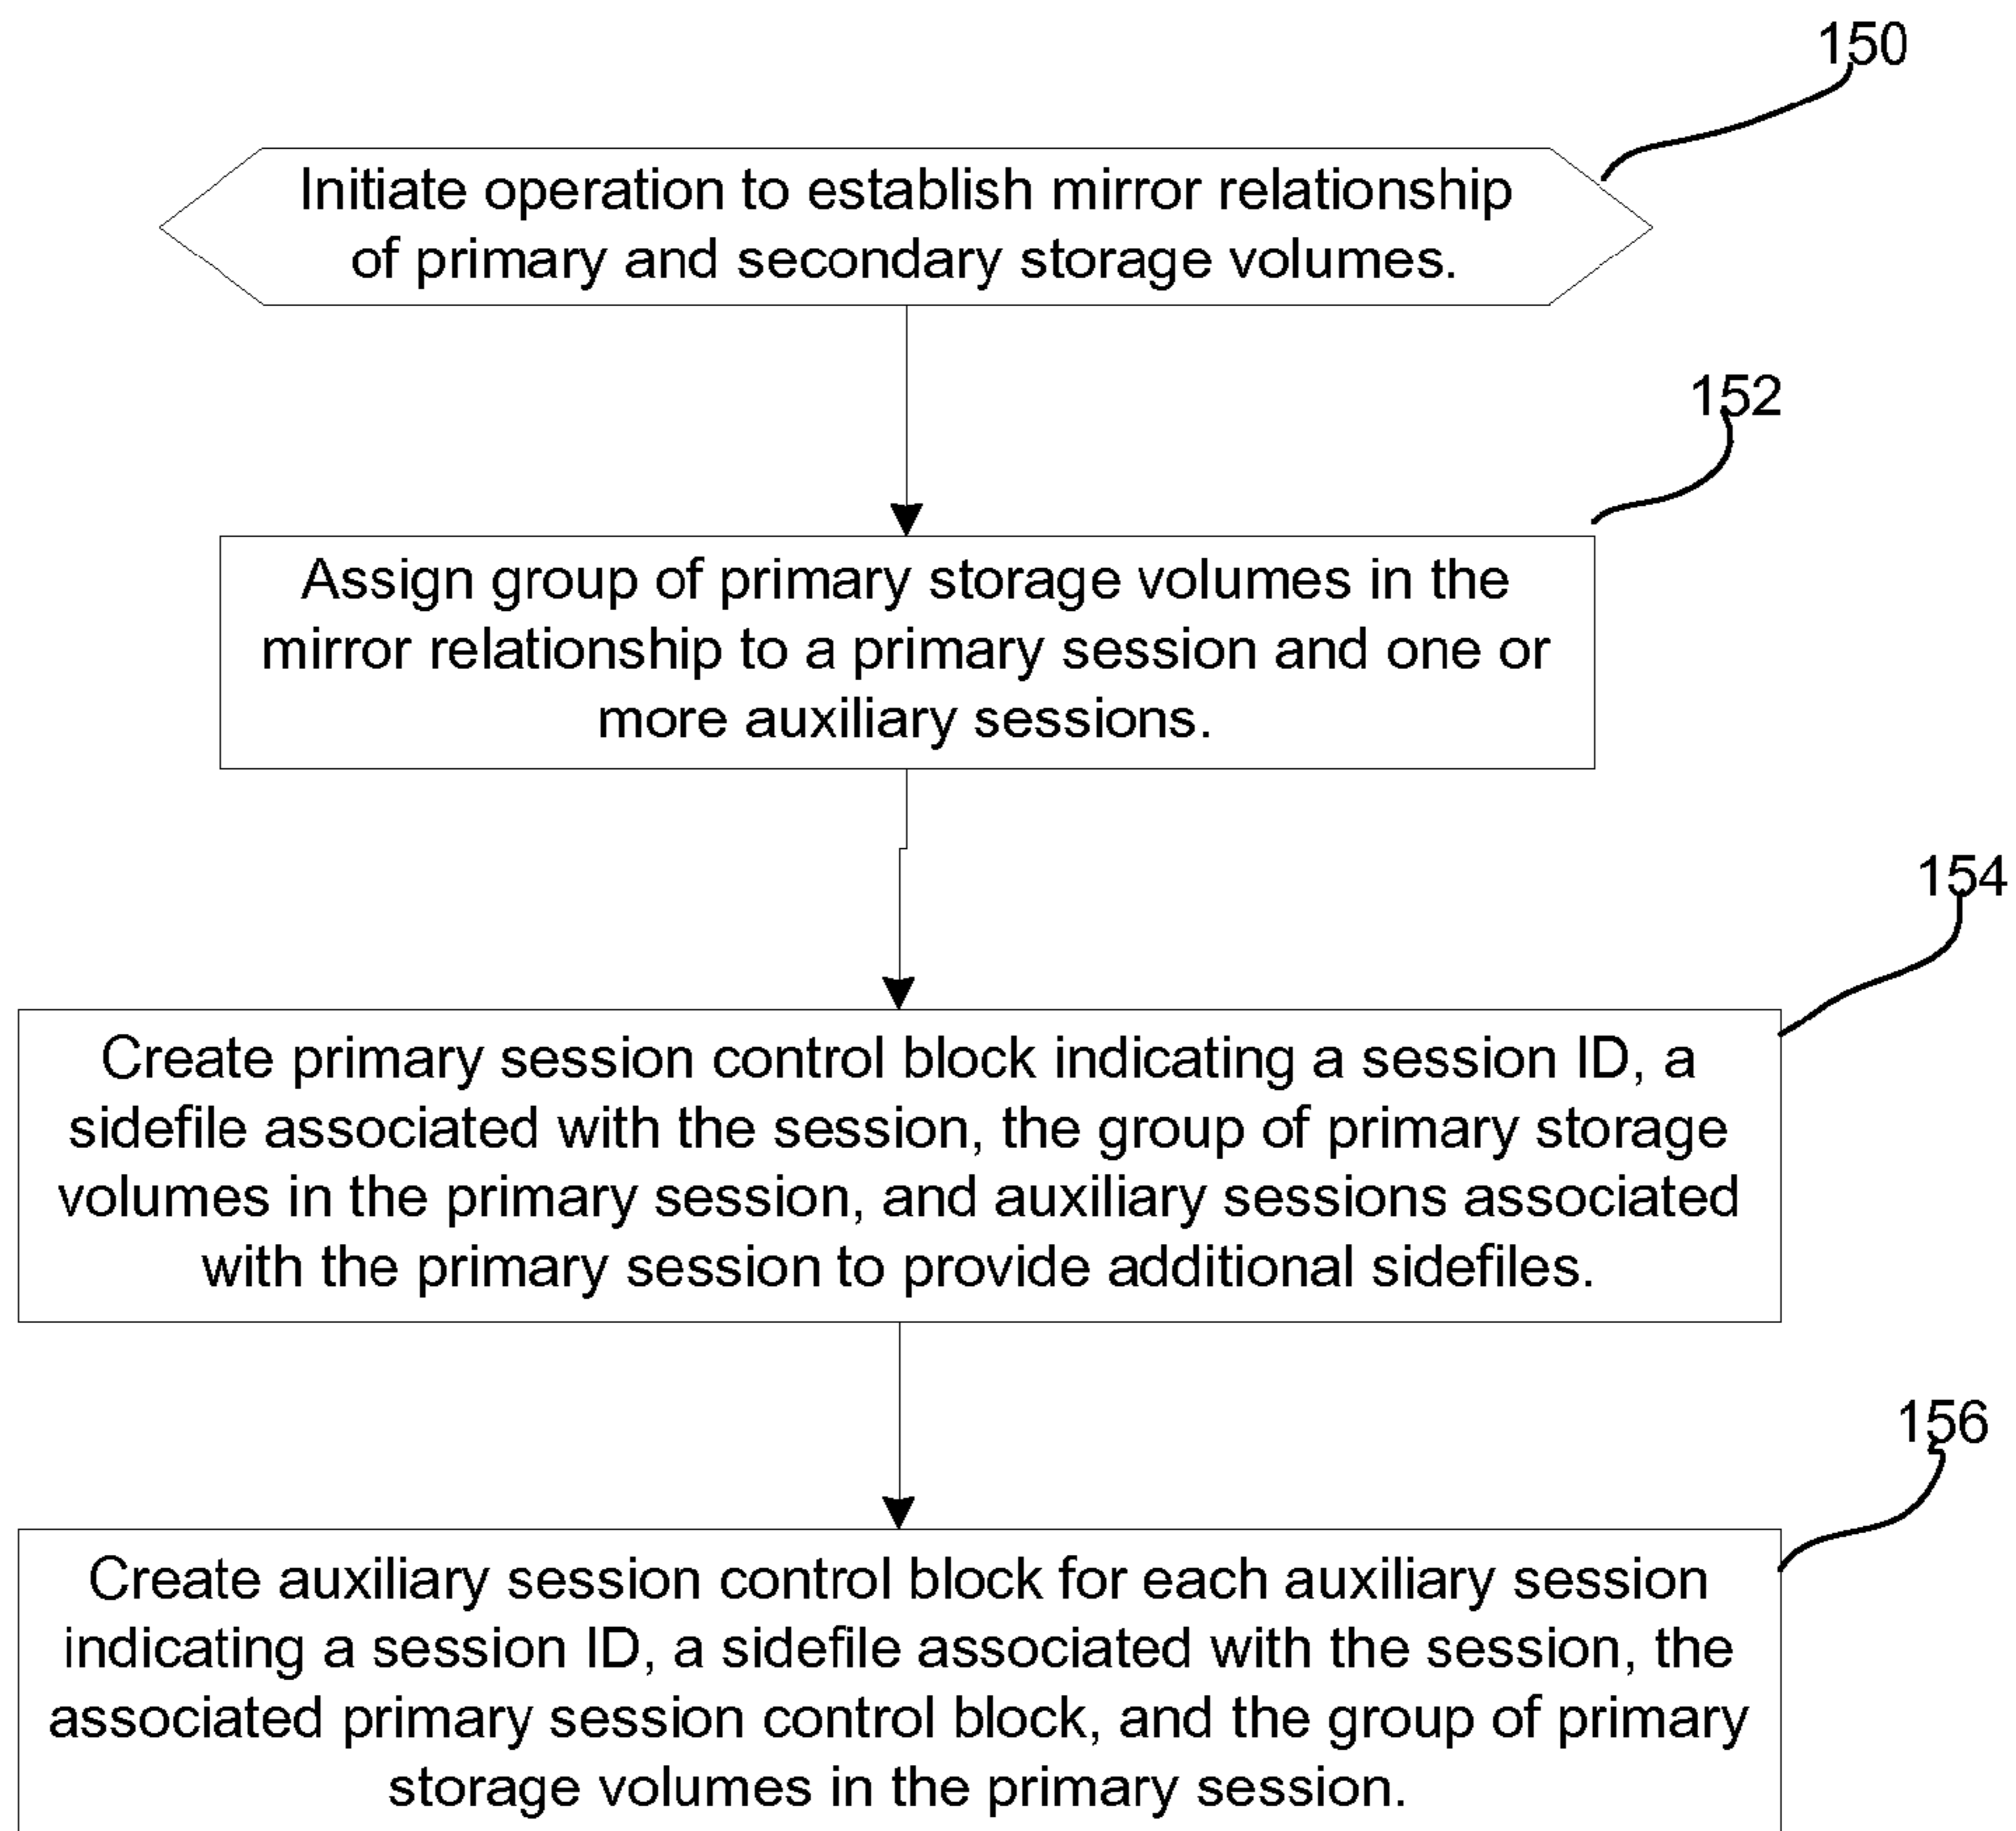 150
Initiate operation to establish mirror relationship
of primary and secondary storage volumes.
152
Assign group of primary storage volumes in the
mirror relationship to a primary session and one or
more auxiliary sessions.
154
Create primary session control block indicating a session ID, a
sidefile associated with the session, the group of primary storage
volumes in the primary session, and auxiliary sessions associated
with the primary session to provide additional sidefiles.
156
Create auxiliary session control block for each auxiliary session
indicating a session ID, a sidefile associated with the session, the
associated primary session control block, and the group of primary
storage volumes in the primary session.